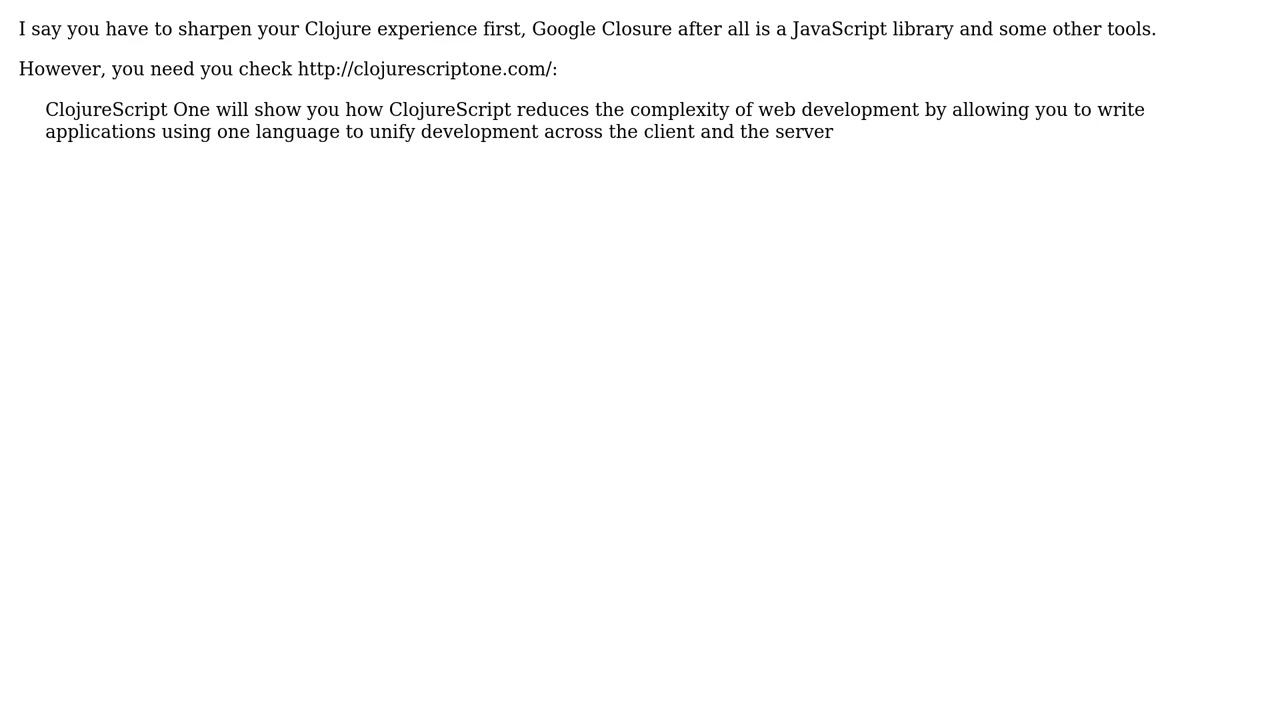 I say you have to sharpen your Clojure experience first, Google Closure after all is a JavaScript library and some other tools.
However, you need you check http://clojurescriptone.com/:
ClojureScript One will show you how ClojureScript reduces the complexity of web development by allowing you to write
applications using one language to unify development across the client and the server